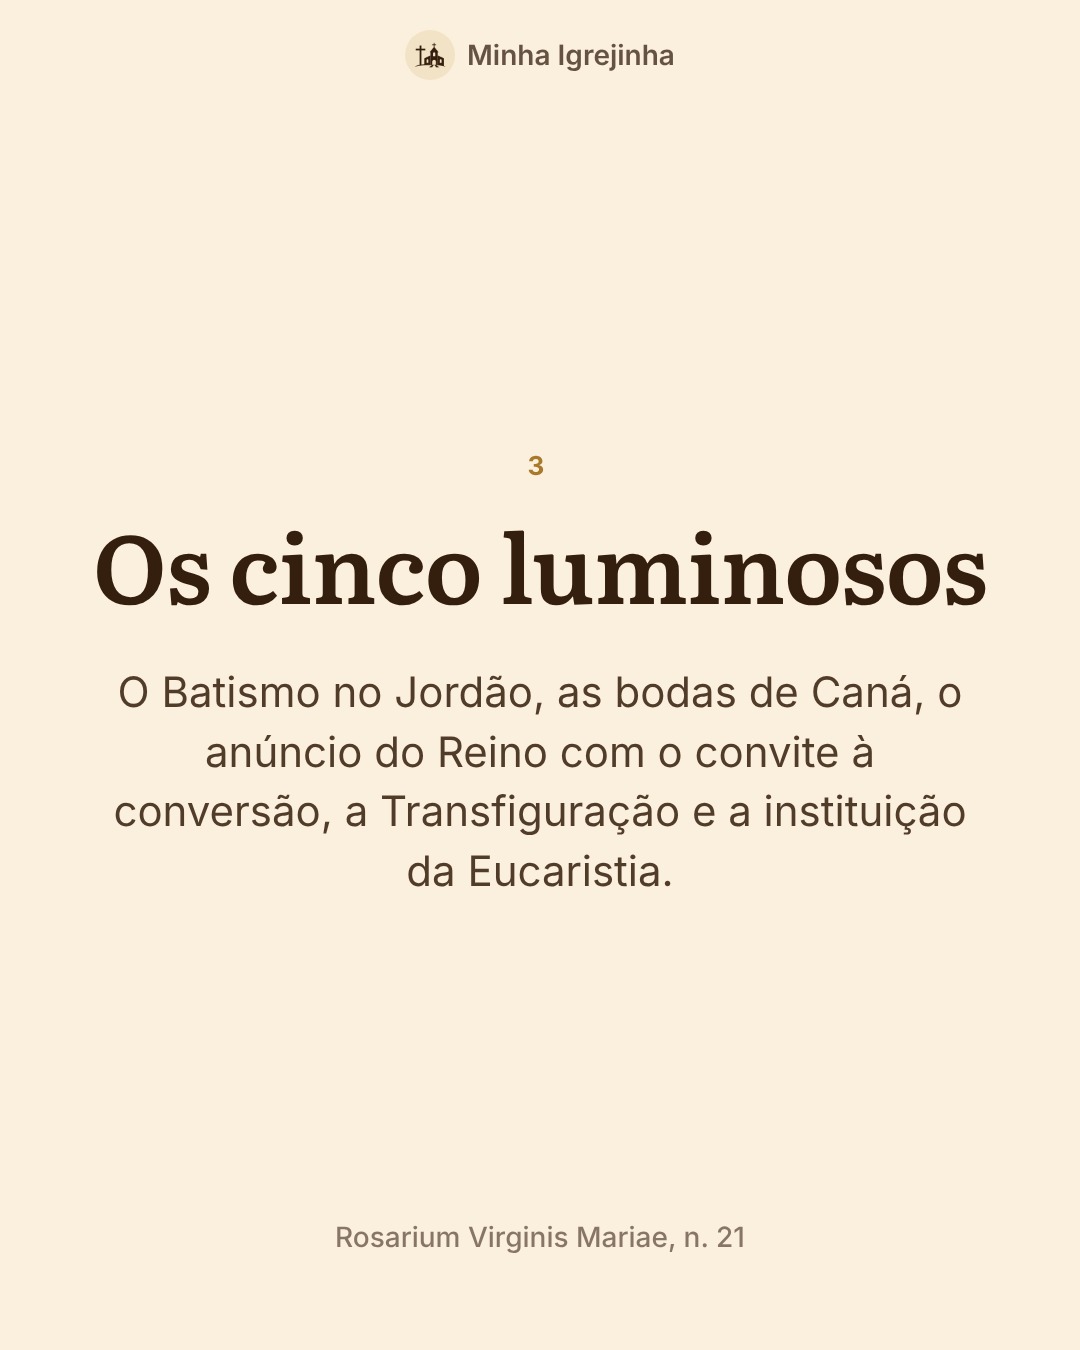 Minha Igrejinha
3
Os cinco luminosos
O Batismo no Jordão, as bodas de Caná, o
anúncio do Reino com o convite à
conversão, a Transfiguração e a instituição
da Eucaristia.
Rosarium Virginis Mariae, n. 21